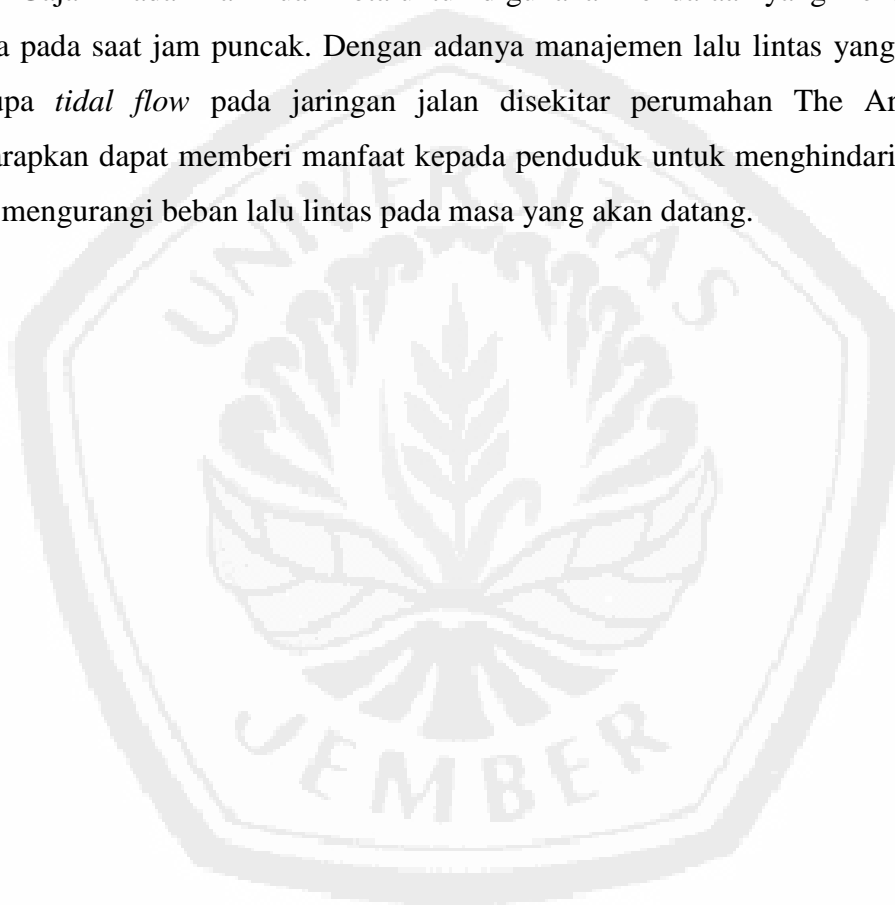 pada saat jam puncak. Dengan adanya manajemen lalu lintas yang
upa tidal flow pada jaringan jalan disekitar perumahan The Ar
arapkan dapat memberi manfaat kepada penduduk untuk menghindari
mengurangi beban lalu lintas pada masa yang akan datang.
UNIVERSITAS
JEMBER